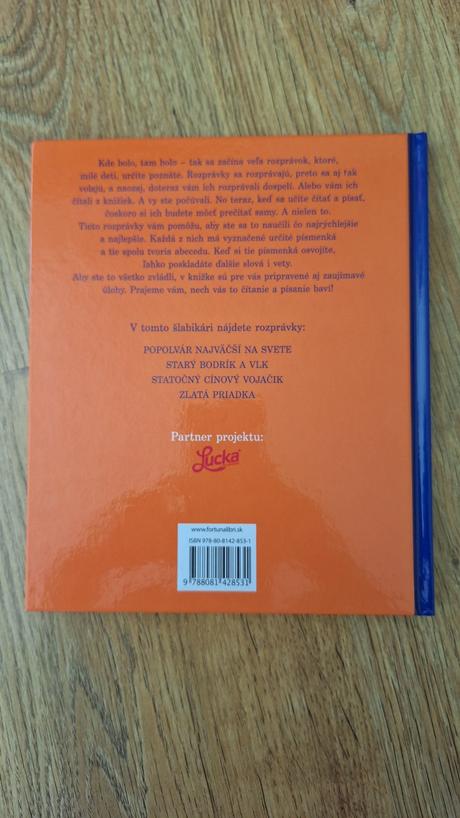 Kde bolo, tam bolo – tak sa začína veľa rozprávok, ktoré,
milé deti, určite poznáte. Rozprávky sa rozprávajú, preto sa aj tak
volajú, a naozaj, doteraz vám ich rozprávali dospelí. Alebo vám ich
čítali z knižiek. A vy ste počúvali. No teraz, keď sa učíte čítať a písať,
čoskoro si ich budete môcť prečítať samy. A nielen to.
Tieto rozprávky vám pomôžu, aby ste sa to naučili čo najrýchlejšie
a najlepšie. Každá z nich má vyznačené určité písmenká
a tie spolu tvoria abecedu. Keď si tie písmenká osvojíte,
ľahko poskladáte ďalšie slová i vety.
Aby ste to všetko zvládli, v knižke sú pre vás pripravené aj zaujímavé
úlohy. Prajeme vám, nech vás to čítanie a písanie baví!
V tomto šlabikári nájdete rozprávky:
POPOLVÁR NAJVÄČŠÍ NA SVETE
STARÝ BODRÍK A VLK
STATOČNÝ CÍNOVÝ VOJAČIK
ZLATÁ PRIADKA
Partner projektu:
Lucka
www.fortunalibri.sk
ISBN 978-80-8142-853-1
9 788081 428531